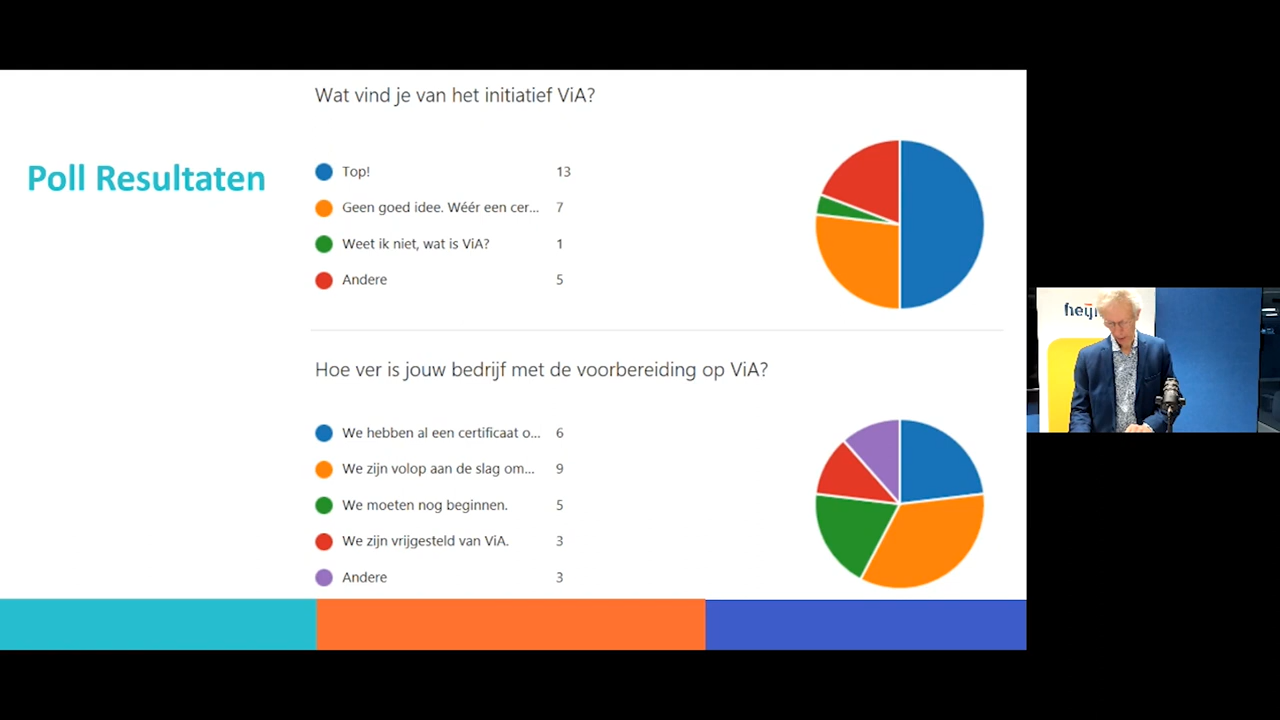 Poll Resultaten
Wat vind je van het initiatief ViA?
Top! 13
Geen goed idee. Wéér een cer... 7
Weet ik niet, wat is ViA? 1
Andere 5
Hoe ver is jouw bedrijf met de voorbereiding op ViA?
We hebben al een certificaat o... 6
We zijn volop aan de slag om... 9
We moeten nog beginnen. 5
We zijn vrijgesteld van ViA. 3
Andere 3